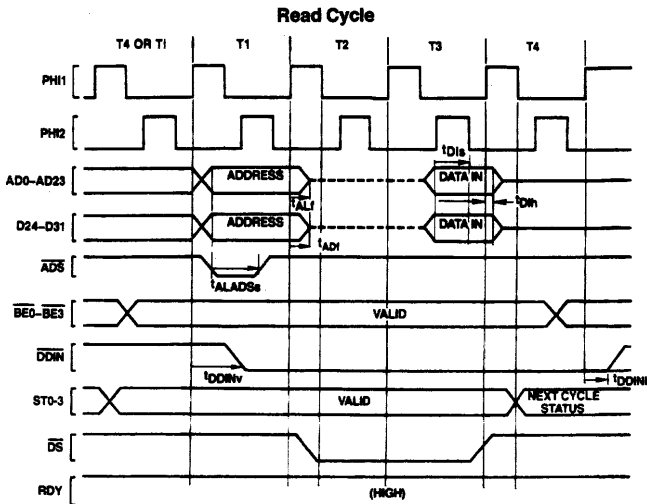 Read Cycle
T4 OR TI T1 T2 T3 T4
PHI1
PHI2
tDIs
AD0–AD23 ADDRESS DATA IN
tALf tDIh
D24–D31 ADDRESS DATA IN
tADf
ADS
tALADSs
BE0–BE3 VALID
DDIN
tDDINv tDDINI
ST0-3 VALID NEXT CYCLE
STATUS
DS
RDY (HIGH)